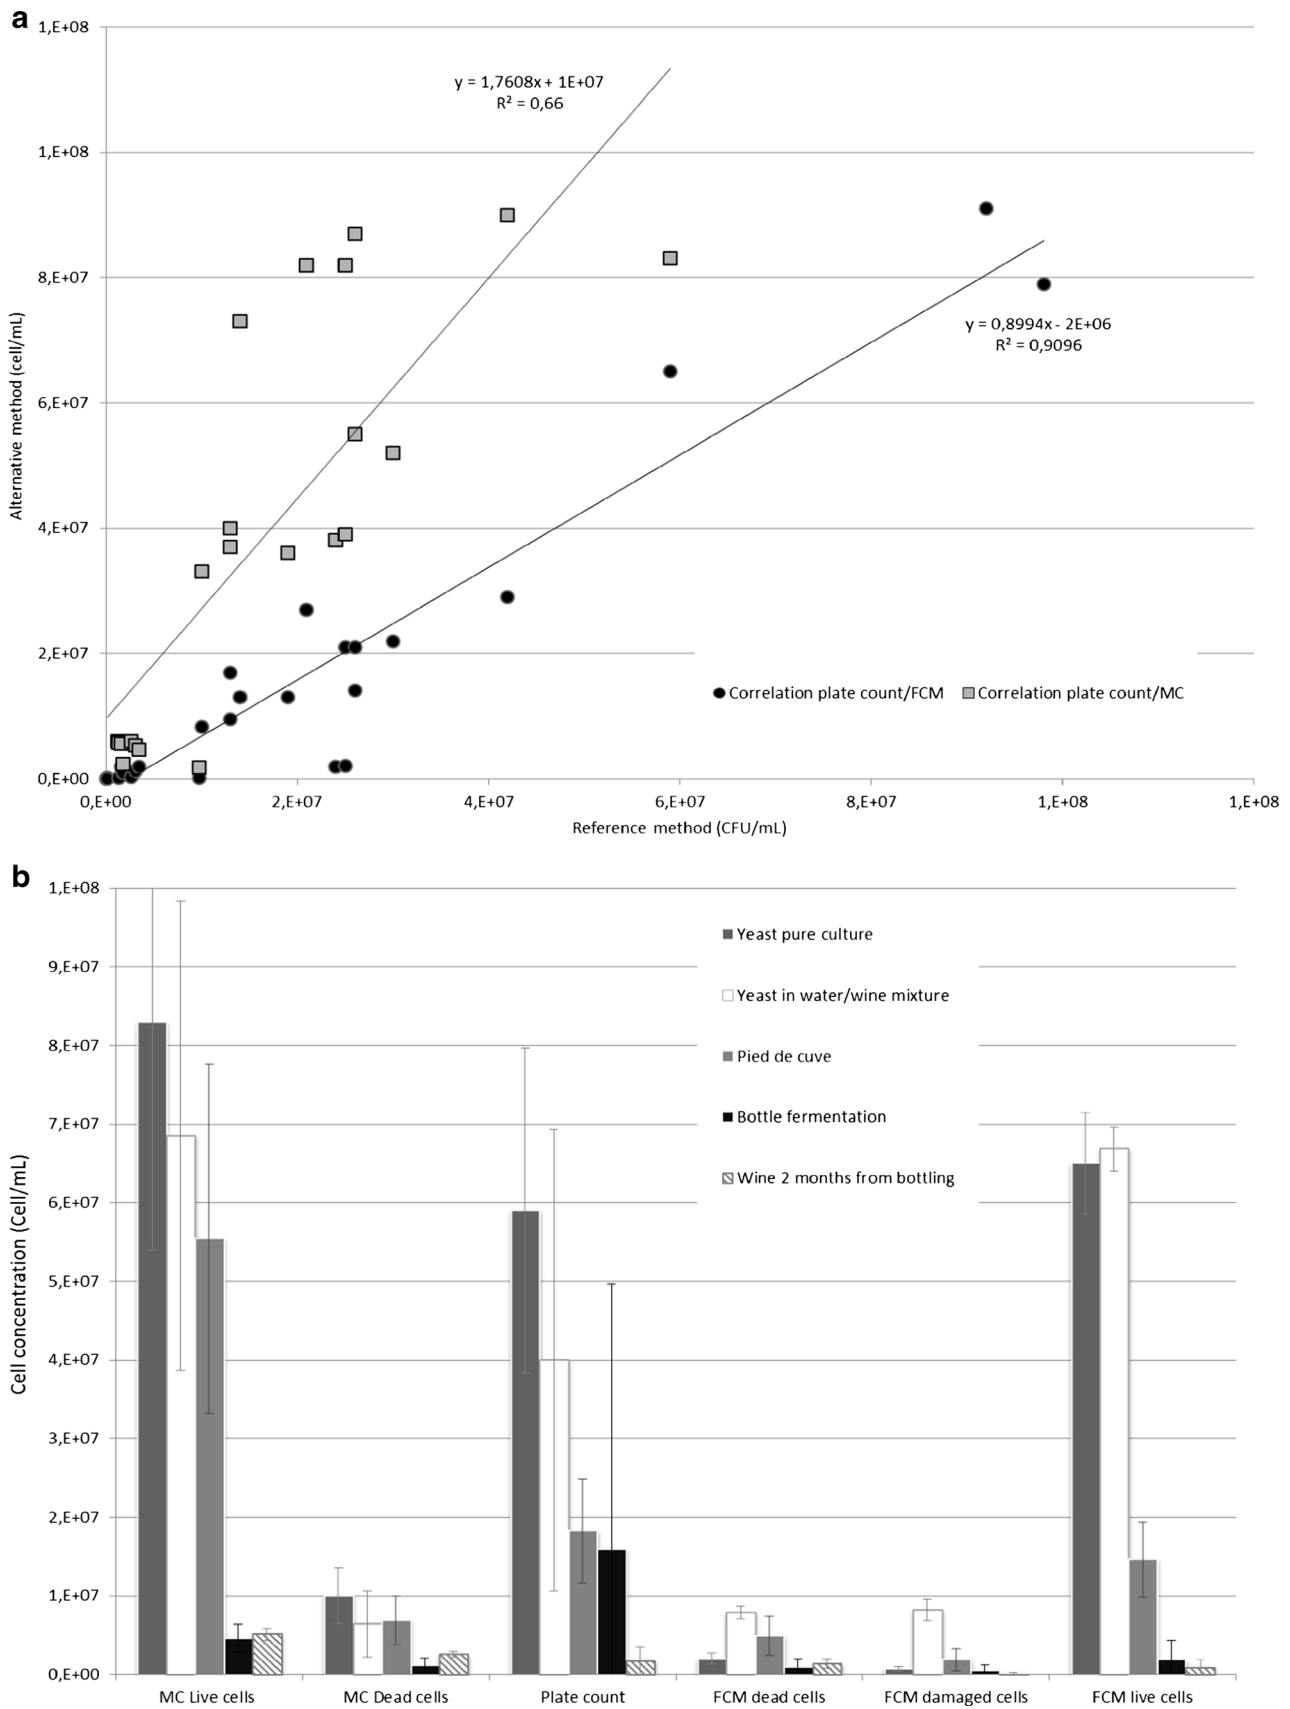 a
1,E+08
y = 1,7608x + 1E+07
R² = 0,66
1,E+08
8,E+07
y = 0,8994x - 2E+06
R² = 0,9096
6,E+07
4,E+07
2,E+07
0,E+00
Alternative method (cell/mL)
Correlation plate count/FCM
Correlation plate count/MC
0,E+00 2,E+07 4,E+07 6,E+07 8,E+07 1,E+08 1,E+08
Reference method (CFU/mL)
b
1,E+08
9,E+07
8,E+07
7,E+07
6,E+07
5,E+07
4,E+07
3,E+07
2,E+07
1,E+07
0,E+00
Cell concentration (Cell/mL)
Yeast pure culture
Yeast in water/wine mixture
Pied de cuve
Bottle fermentation
Wine 2 months from bottling
MC Live cells MC Dead cells Plate count FCM dead cells FCM damaged cells FCM live cells